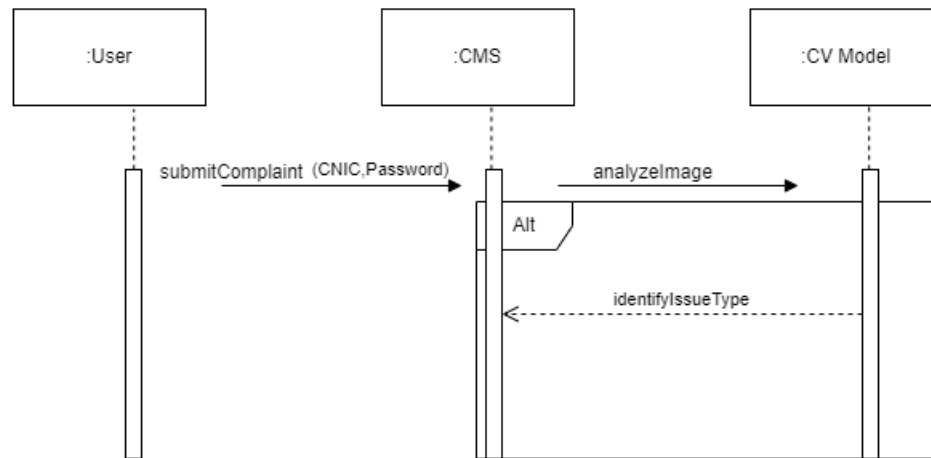 :User
:CMS
:CV Model
submitComplaint (CNIC,Password)
analyzeImage
Alt
identifyIssueType